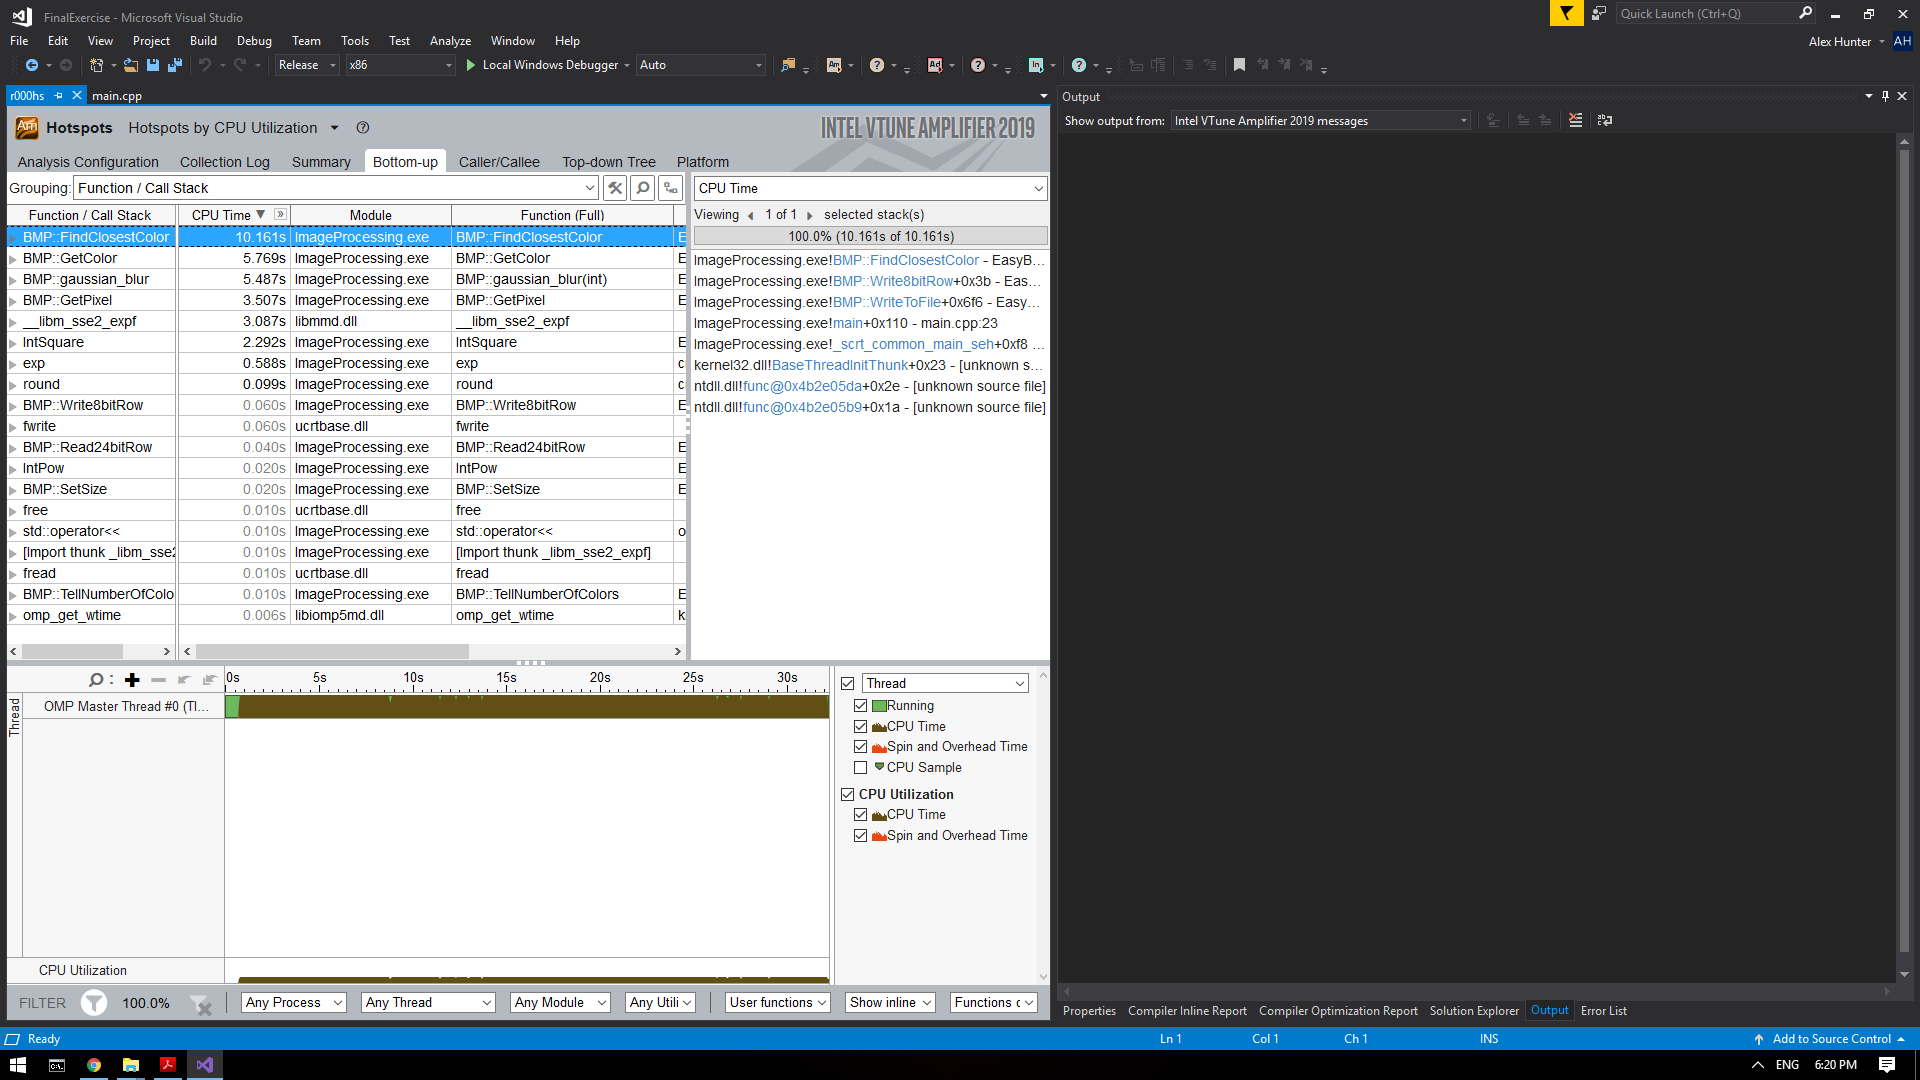 FinalExercise - Microsoft Visual Studio
Quick Launch (Ctrl+Q)
File Edit View Project Build Debug Team Tools Test Analyze Window Help
Alex Hunter AH
Release x86 Local Windows Debugger Auto
r000hs main.cpp
Output
Show output from: Intel VTune Amplifier 2019 messages
Am Hotspots Hotspots by CPU Utilization
INTEL VTUNE AMPLIFIER 2019
Analysis Configuration Collection Log Summary Bottom-up Caller/Callee Top-down Tree Platform
Grouping: Function / Call Stack
Function / Call Stack CPU Time Module Function (Full)
BMP::FindClosestColor 10.161s ImageProcessing.exe BMP::FindClosestColor E
BMP::GetColor 5.769s ImageProcessing.exe BMP::GetColor E
BMP::gaussian_blur 5.487s ImageProcessing.exe BMP::gaussian_blur(int) E
BMP::GetPixel 3.507s ImageProcessing.exe BMP::GetPixel E
__libm_sse2_expf 3.087s libmmd.dll __libm_sse2_expf
IntSquare 2.292s ImageProcessing.exe IntSquare E
exp 0.588s ImageProcessing.exe exp c
round 0.099s ImageProcessing.exe round c
BMP::Write8bitRow 0.060s ImageProcessing.exe BMP::Write8bitRow E
fwrite 0.060s ucrtbase.dll fwrite
BMP::Read24bitRow 0.040s ImageProcessing.exe BMP::Read24bitRow E
IntPow 0.020s ImageProcessing.exe IntPow E
BMP::SetSize 0.020s ImageProcessing.exe BMP::SetSize E
free 0.010s ucrtbase.dll free
std::operator<< 0.010s ImageProcessing.exe std::operator<< o
[Import thunk _libm_sse2 0.010s ImageProcessing.exe [Import thunk _libm_sse2_expf]
fread 0.010s ucrtbase.dll fread
BMP::TellNumberOfColo 0.010s ImageProcessing.exe BMP::TellNumberOfColors E
omp_get_wtime 0.006s libiomp5md.dll omp_get_wtime k
CPU Time
Viewing 1 of 1 selected stack(s)
100.0% (10.161s of 10.161s)
ImageProcessing.exe!BMP::FindClosestColor - EasyB...
ImageProcessing.exe!BMP::Write8bitRow+0x3b - Eas...
ImageProcessing.exe!BMP::WriteToFile+0x6f6 - Easy...
ImageProcessing.exe!main+0x110 - main.cpp:23
ImageProcessing.exe!_scrt_common_main_seh+0xf8 ...
kernel32.dll!BaseThreadInitThunk+0x23 - [unknown s...
ntdll.dll!func@0x4b2e05da+0x2e - [unknown source file]
ntdll.dll!func@0x4b2e05b9+0x1a - [unknown source file]
0s 5s 10s 15s 20s 25s 30s
Thread
OMP Master Thread #0 (TI...
CPU Utilization
Thread
Running
CPU Time
Spin and Overhead Time
CPU Sample
CPU Utilization
CPU Time
Spin and Overhead Time
FILTER 100.0% Any Process Any Thread Any Module Any Utili User functions Show inline Functions c
Properties Compiler Inline Report Compiler Optimization Report Solution Explorer Output Error List
Ready Ln 1 Col 1 Ch 1 INS Add to Source Control
ENG 6:20 PM